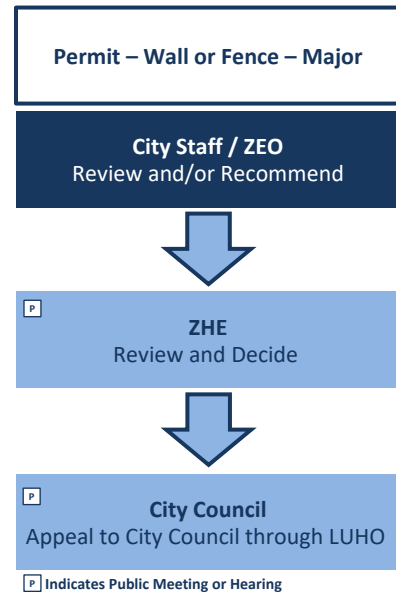 Permit – Wall or Fence – Major
City Staff / ZEO
Review and/or Recommend
P
ZHE
Review and Decide
P
City Council
Appeal to City Council through LUHO
P Indicates Public Meeting or Hearing